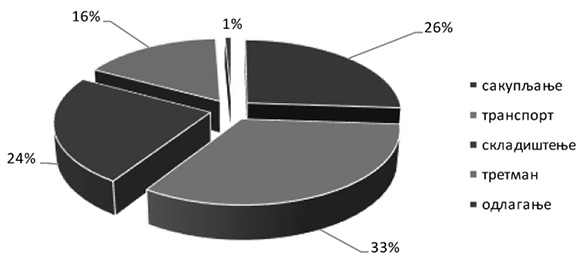 16%
1%
26%
24%
33%
сакупљање
транспорт
складиштење
третман
одлагање